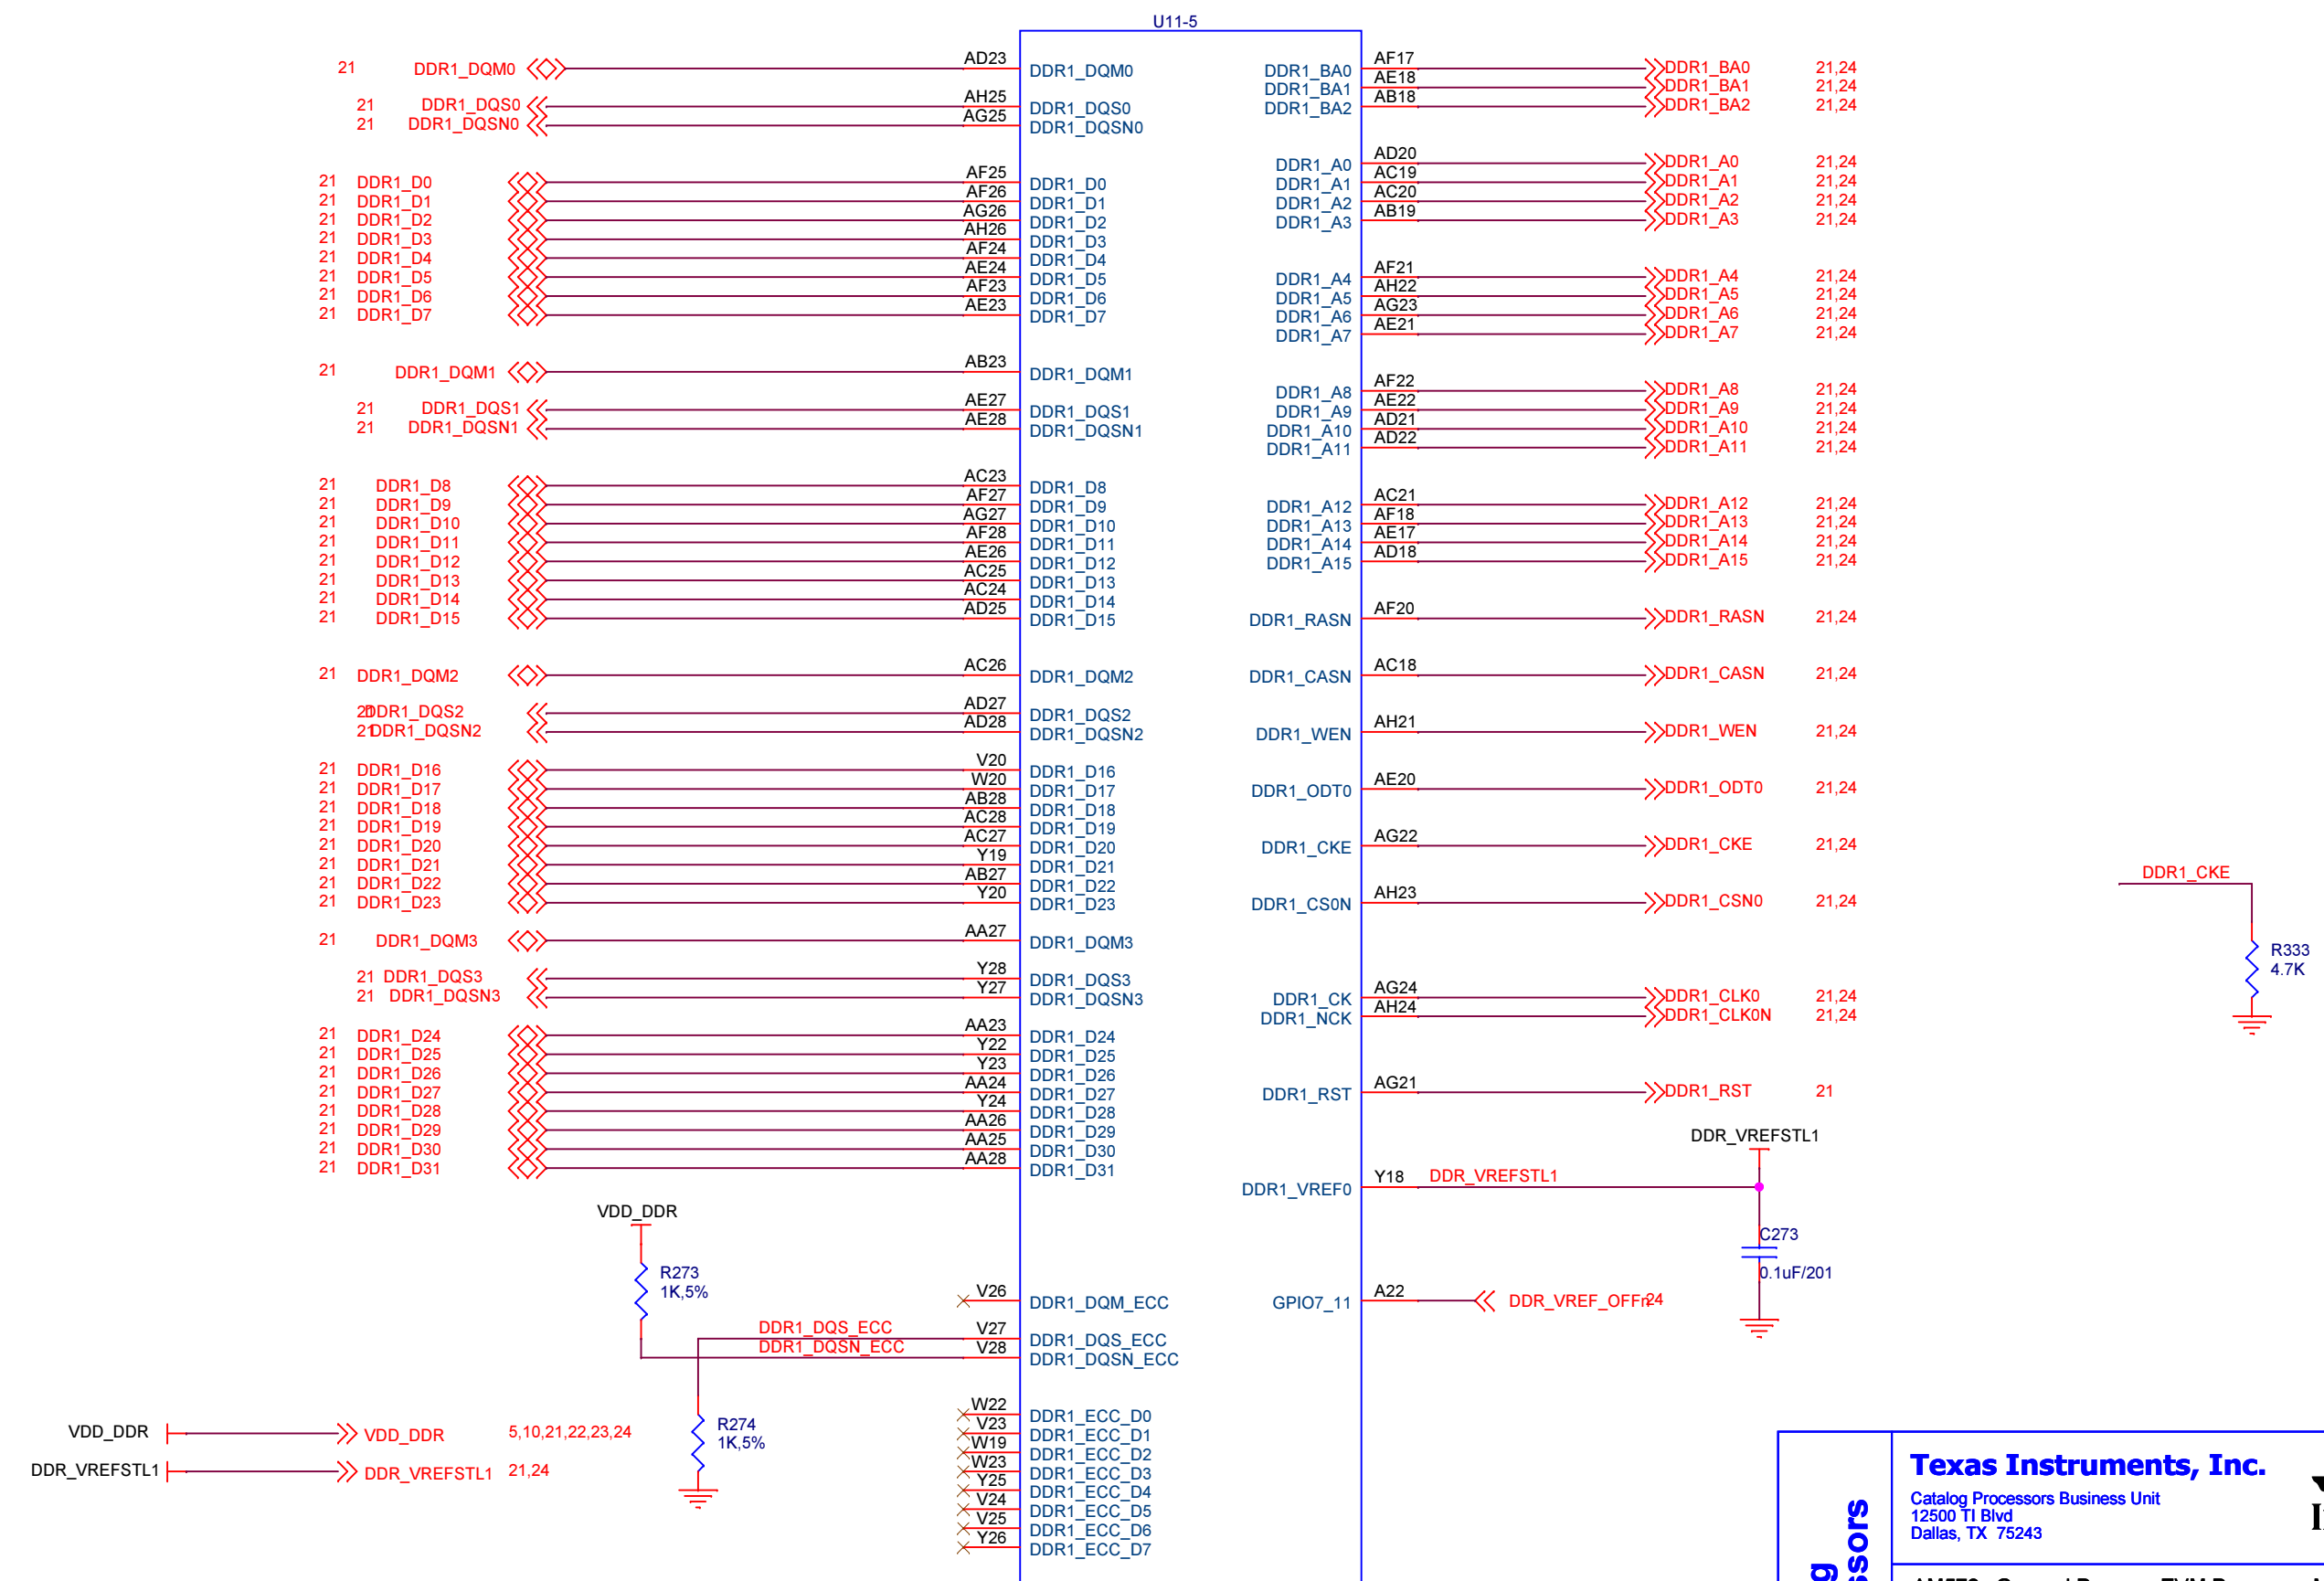 U11-5
21 DDR1_DQM0 AD23 DDR1_DQM0
21 DDR1_DQS0 AH25 DDR1_DQS0
21 DDR1_DQSN0 AG25 DDR1_DQSN0
21 DDR1_D0 AF25 DDR1_D0
21 DDR1_D1 AF26 DDR1_D1
21 DDR1_D2 AG26 DDR1_D2
21 DDR1_D3 AH26 DDR1_D3
21 DDR1_D4 AF24 DDR1_D4
21 DDR1_D5 AE24 DDR1_D5
21 DDR1_D6 AF23 DDR1_D6
21 DDR1_D7 AE23 DDR1_D7
21 DDR1_DQM1 AB23 DDR1_DQM1
21 DDR1_DQS1 AE27 DDR1_DQS1
21 DDR1_DQSN1 AE28 DDR1_DQSN1
21 DDR1_D8 AC23 DDR1_D8
21 DDR1_D9 AF27 DDR1_D9
21 DDR1_D10 AG27 DDR1_D10
21 DDR1_D11 AF28 DDR1_D11
21 DDR1_D12 AE26 DDR1_D12
21 DDR1_D13 AC25 DDR1_D13
21 DDR1_D14 AC24 DDR1_D14
21 DDR1_D15 AD25 DDR1_D15
21 DDR1_DQM2 AC26 DDR1_DQM2
21 DDR1_DQS2 AD27 DDR1_DQS2
21 DDR1_DQSN2 AD28 DDR1_DQSN2
21 DDR1_D16 V20 DDR1_D16
21 DDR1_D17 W20 DDR1_D17
21 DDR1_D18 AB28 DDR1_D18
21 DDR1_D19 AC28 DDR1_D19
21 DDR1_D20 AC27 DDR1_D20
21 DDR1_D21 Y19 DDR1_D21
21 DDR1_D22 AB27 DDR1_D22
21 DDR1_D23 Y20 DDR1_D23
21 DDR1_DQM3 AA27 DDR1_DQM3
21 DDR1_DQS3 Y28 DDR1_DQS3
21 DDR1_DQSN3 Y27 DDR1_DQSN3
21 DDR1_D24 AA23 DDR1_D24
21 DDR1_D25 Y22 DDR1_D25
21 DDR1_D26 Y23 DDR1_D26
21 DDR1_D27 AA24 DDR1_D27
21 DDR1_D28 Y24 DDR1_D28
21 DDR1_D29 AA26 DDR1_D29
21 DDR1_D30 AA25 DDR1_D30
21 DDR1_D31 AA28 DDR1_D31
VDD_DDR
R273
1K,5%
V26 DDR1_DQM_ECC
DDR1_DQS_ECC V27 DDR1_DQS_ECC
DDR1_DQSN_ECC V28 DDR1_DQSN_ECC
R274
1K,5%
W22 DDR1_ECC_D0
V23 DDR1_ECC_D1
W19 DDR1_ECC_D2
W23 DDR1_ECC_D3
Y25 DDR1_ECC_D4
V24 DDR1_ECC_D5
V25 DDR1_ECC_D6
Y26 DDR1_ECC_D7
VDD_DDR VDD_DDR 5,10,21,22,23,24
DDR_VREFSTL1 DDR_VREFSTL1 21,24
DDR1_BA0 AF17 DDR1_BA0 21,24
DDR1_BA1 AE18 DDR1_BA1 21,24
DDR1_BA2 AB18 DDR1_BA2 21,24
DDR1_A0 AD20 DDR1_A0 21,24
DDR1_A1 AC19 DDR1_A1 21,24
DDR1_A2 AC20 DDR1_A2 21,24
DDR1_A3 AB19 DDR1_A3 21,24
DDR1_A4 AF21 DDR1_A4 21,24
DDR1_A5 AH22 DDR1_A5 21,24
DDR1_A6 AG23 DDR1_A6 21,24
DDR1_A7 AE21 DDR1_A7 21,24
DDR1_A8 AF22 DDR1_A8 21,24
DDR1_A9 AE22 DDR1_A9 21,24
DDR1_A10 AD21 DDR1_A10 21,24
DDR1_A11 AD22 DDR1_A11 21,24
DDR1_A12 AC21 DDR1_A12 21,24
DDR1_A13 AF18 DDR1_A13 21,24
DDR1_A14 AE17 DDR1_A14 21,24
DDR1_A15 AD18 DDR1_A15 21,24
DDR1_RASN AF20 DDR1_RASN 21,24
DDR1_CASN AC18 DDR1_CASN 21,24
DDR1_WEN AH21 DDR1_WEN 21,24
DDR1_ODT0 AE20 DDR1_ODT0 21,24
DDR1_CKE AG22 DDR1_CKE 21,24
DDR1_CS0N AH23 DDR1_CSN0 21,24
DDR1_CK AG24 DDR1_CLK0 21,24
DDR1_NCK AH24 DDR1_CLK0N 21,24
DDR1_RST AG21 DDR1_RST 21
DDR_VREFSTL1
DDR1_VREF0 Y18 DDR_VREFSTL1
C273
0.1uF/201
GPIO7_11 A22 DDR_VREF_OFFn 24
DDR1_CKE
R333
4.7K
Texas Instruments, Inc.
Catalog Processors Business Unit
12500 TI Blvd
Dallas, TX 75243